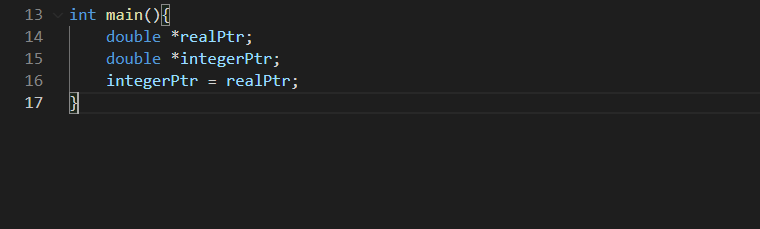 13 int main(){
14     double *realPtr;
15     double *integerPtr;
16     integerPtr = realPtr;
17 }